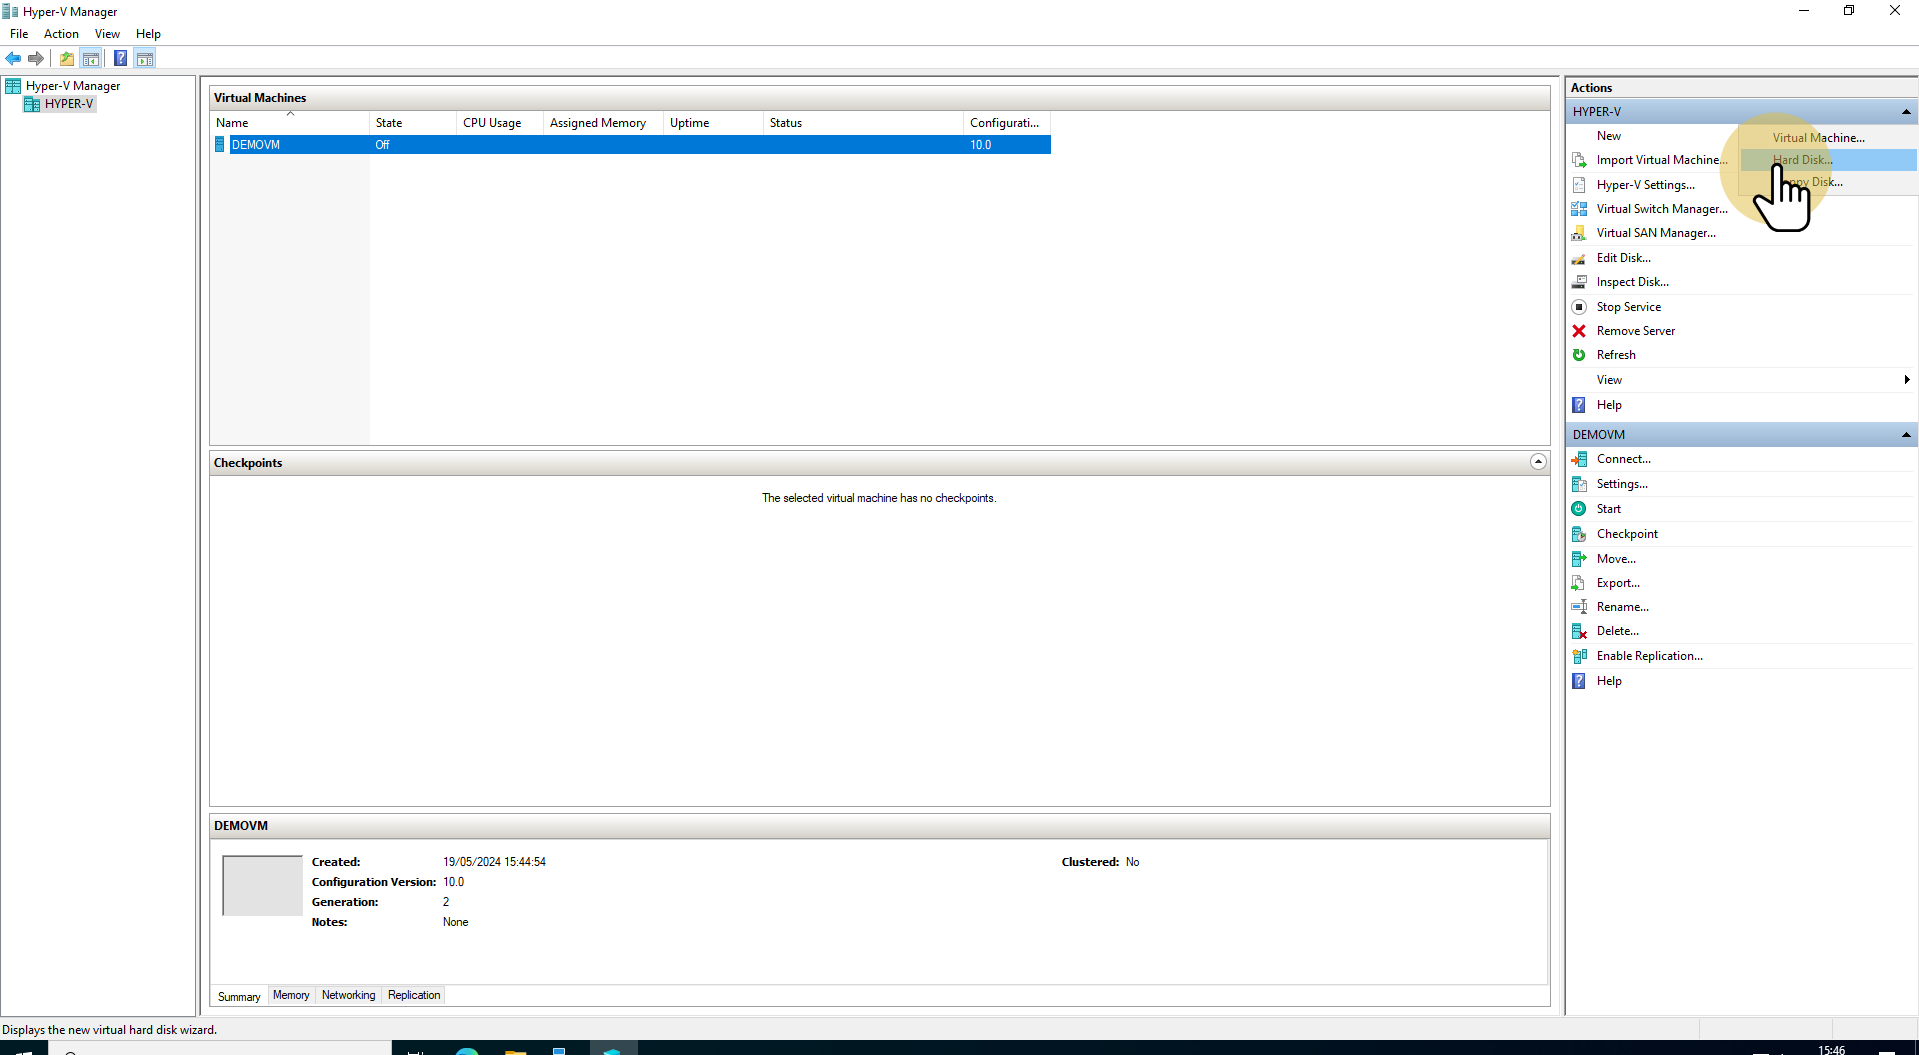 Hyper-V Manager
File Action View Help
Hyper-V Manager
HYPER-V
Virtual Machines
Name State CPU Usage Assigned Memory Uptime Status Configurati...
DEMOVM Off 10.0
Checkpoints
The selected virtual machine has no checkpoints.
DEMOVM
Created: 19/05/2024 15:44:54 Clustered: No
Configuration Version: 10.0
Generation: 2
Notes: None
Summary Memory Networking Replication
Actions
HYPER-V
New
Virtual Machine...
Hard Disk...
Disk...
Import Virtual Machine...
Hyper-V Settings...
Virtual Switch Manager...
Virtual SAN Manager...
Edit Disk...
Inspect Disk...
Stop Service
Remove Server
Refresh
View
Help
DEMOVM
Connect...
Settings...
Start
Checkpoint
Move...
Export...
Rename...
Delete...
Enable Replication...
Help
Displays the new virtual hard disk wizard.
15:46